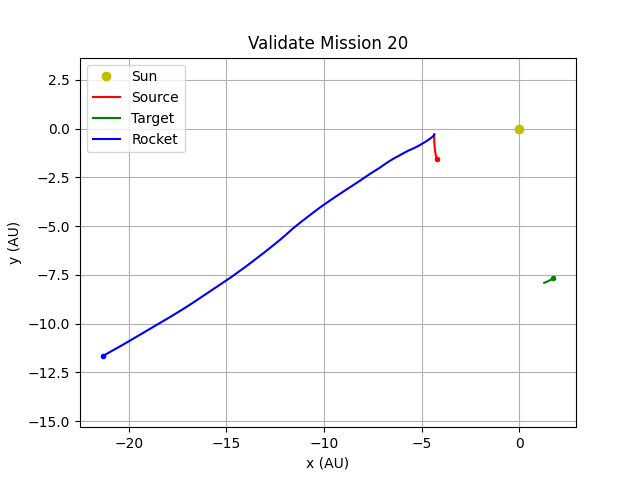 Validate Mission 20
Sun
Source
Target
Rocket
2.5
0.0
−2.5
−5.0
−7.5
−10.0
−12.5
−15.0
y (AU)
−20
−15
−10
−5
0
x (AU)